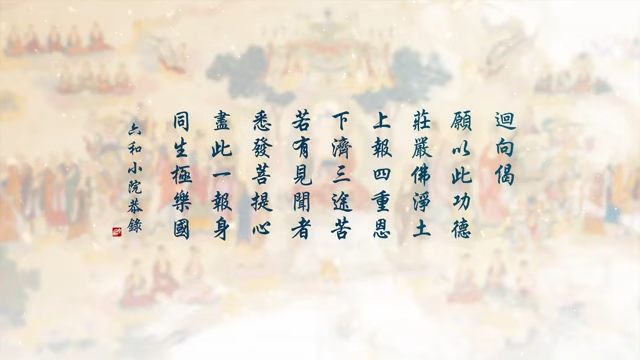 迴向偈
願以此功德
莊嚴佛淨土
上報四重恩
下濟三途苦
若有見聞者
悉發菩提心
盡此一報身
同生極樂國
六和小院恭錄